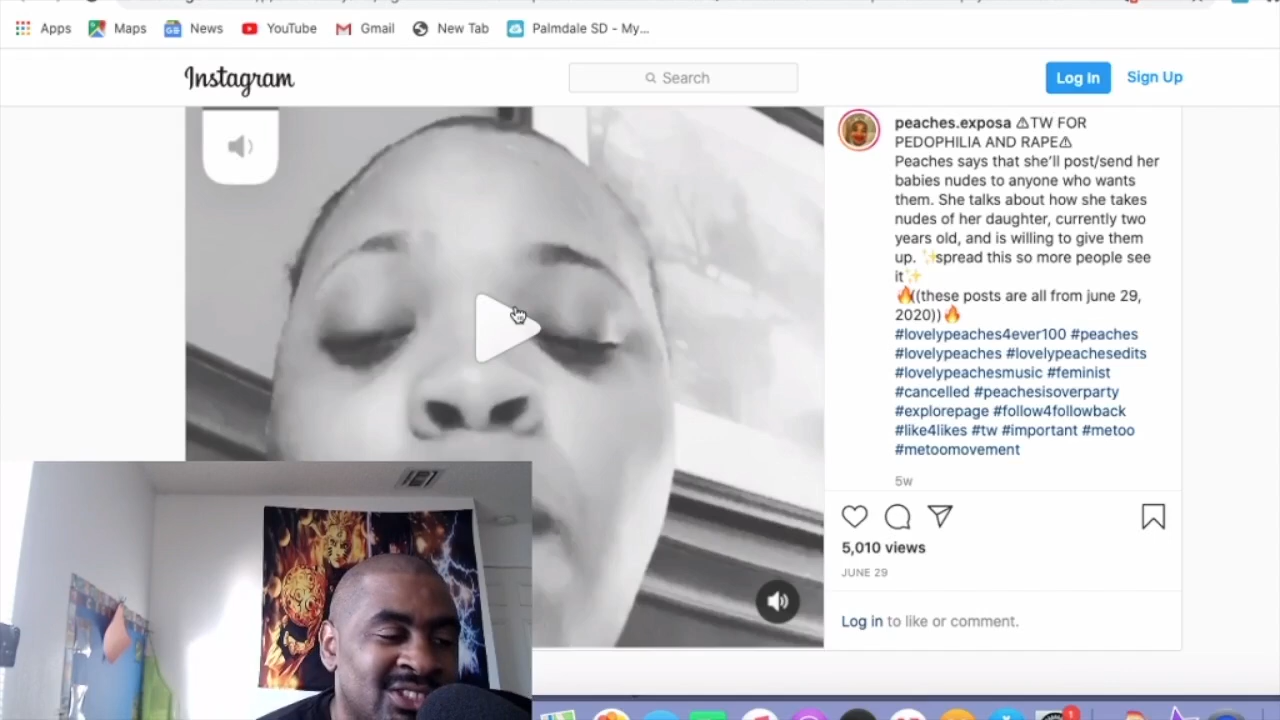 Apps Maps News YouTube Gmail New Tab Palmdale SD - My...
Instagram Search Log In Sign Up
peaches.exposa ⚠TW FOR
PEDOPHILIA AND RAPE⚠
Peaches says that she'll post/send her
babies nudes to anyone who wants
them. She talks about how she takes
nudes of her daughter, currently two
years old, and is willing to give them
up. ✨spread this so more people see
it✨
🔥((these posts are all from june 29,
2020))🔥
#lovelypeaches4ever100 #peaches
#lovelypeaches #lovelypeachesedits
#lovelypeachesmusic #feminist
#cancelled #peachesisoverparty
#explorepage #follow4followback
#like4likes #tw #important #metoo
#metoomovement
5w
5,010 views
JUNE 29
Log in to like or comment.